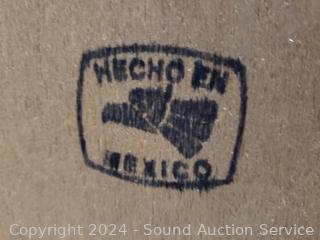 HECHO EN
MEXICO
Copyright © 2024 - Sound Auction Service